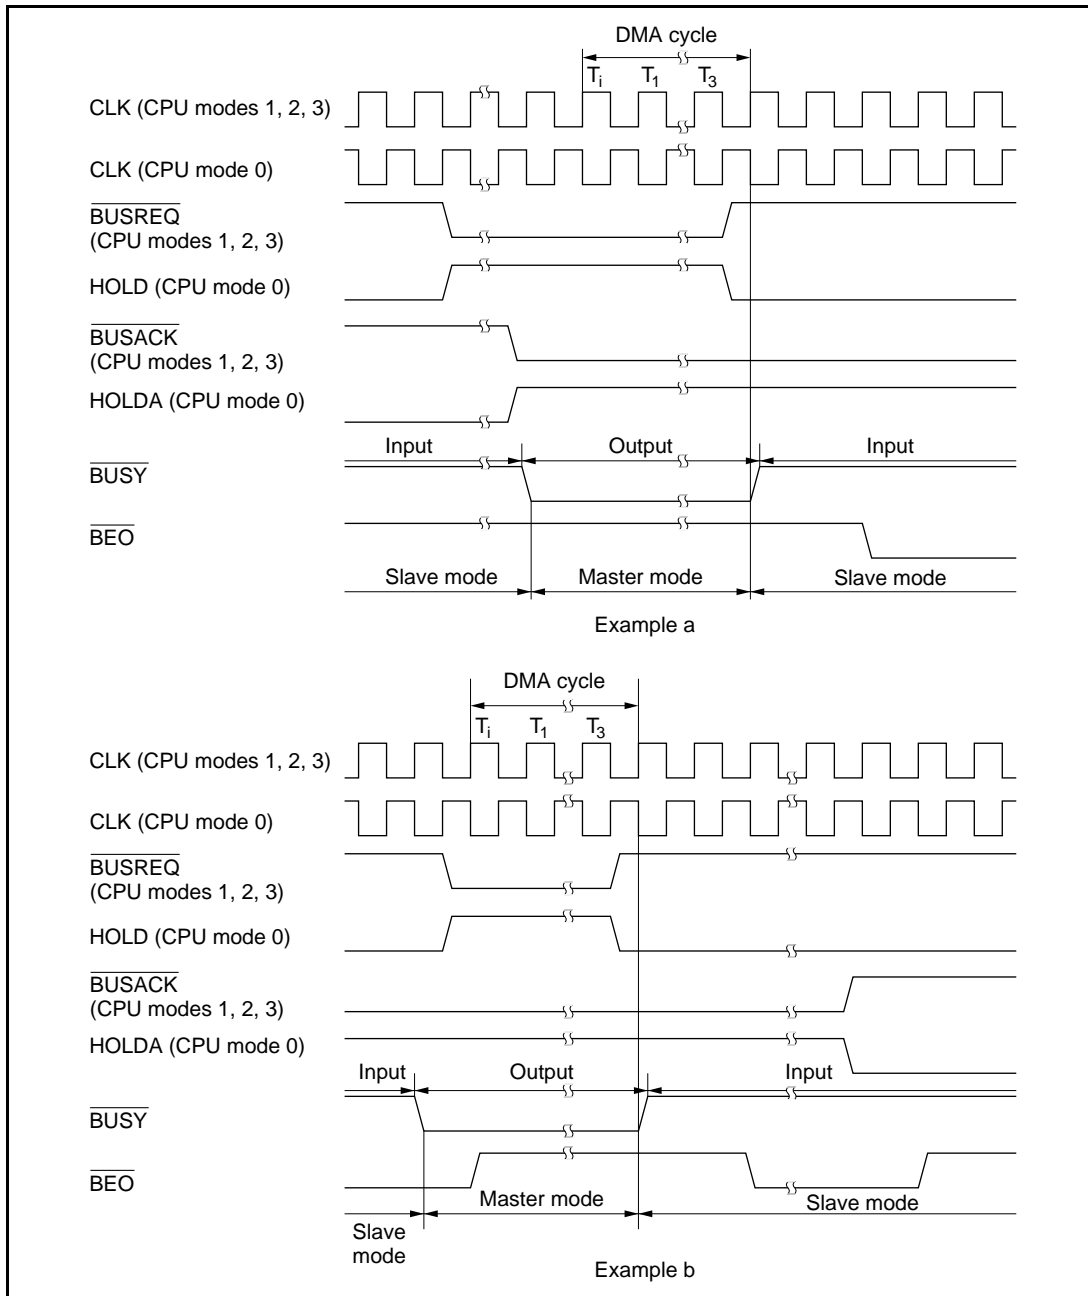 DMA cycle
Ti T1 T3
CLK (CPU modes 1, 2, 3)
CLK (CPU mode 0)
BUSREQ
(CPU modes 1, 2, 3)
HOLD (CPU mode 0)
BUSACK
(CPU modes 1, 2, 3)
HOLDA (CPU mode 0)
Input Output Input
BUSY
BEO
Slave mode Master mode Slave mode
Example a
DMA cycle
Ti T1 T3
CLK (CPU modes 1, 2, 3)
CLK (CPU mode 0)
BUSREQ
(CPU modes 1, 2, 3)
HOLD (CPU mode 0)
BUSACK
(CPU modes 1, 2, 3)
HOLDA (CPU mode 0)
Input Output Input
BUSY
BEO
Master mode Slave mode
Slave
mode
Example b